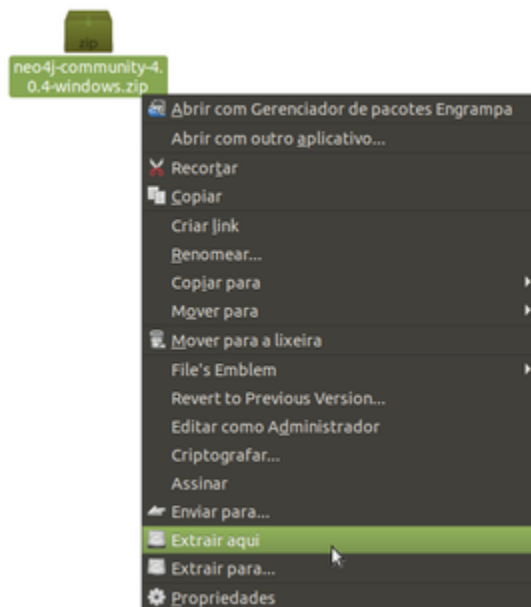 zip
neo4j-community-4.
0.4-windows.zip
Abrir com Gerenciador de pacotes Engrampa
Abrir com outro aplicativo...
Recortar
Copiar
Criar link
Renomear...
Copiar para
Mover para
Mover para a lixeira
File's Emblem
Revert to Previous Version...
Editar como Administrador
Criptografar...
Assinar
Enviar para...
Extrair aqui
Extrair para...
Propriedades